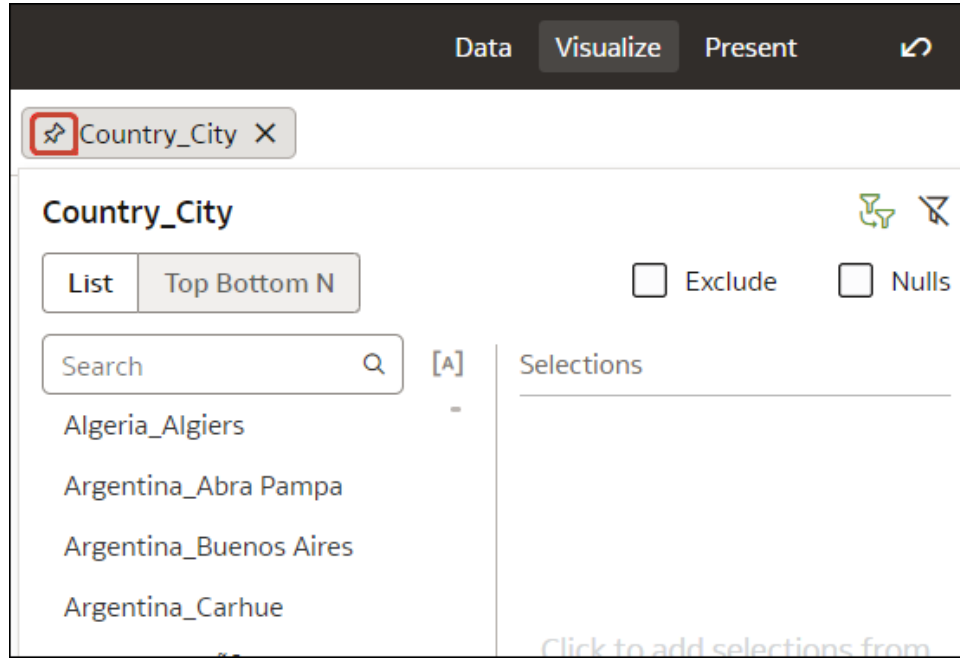 Data Visualize Present
Country_City
Country_City
List Top Bottom N Exclude Nulls
Search [A] Selections
Algeria_Algiers
Argentina_Abra Pampa
Argentina_Buenos Aires
Argentina_Carhue
Click to add selections from